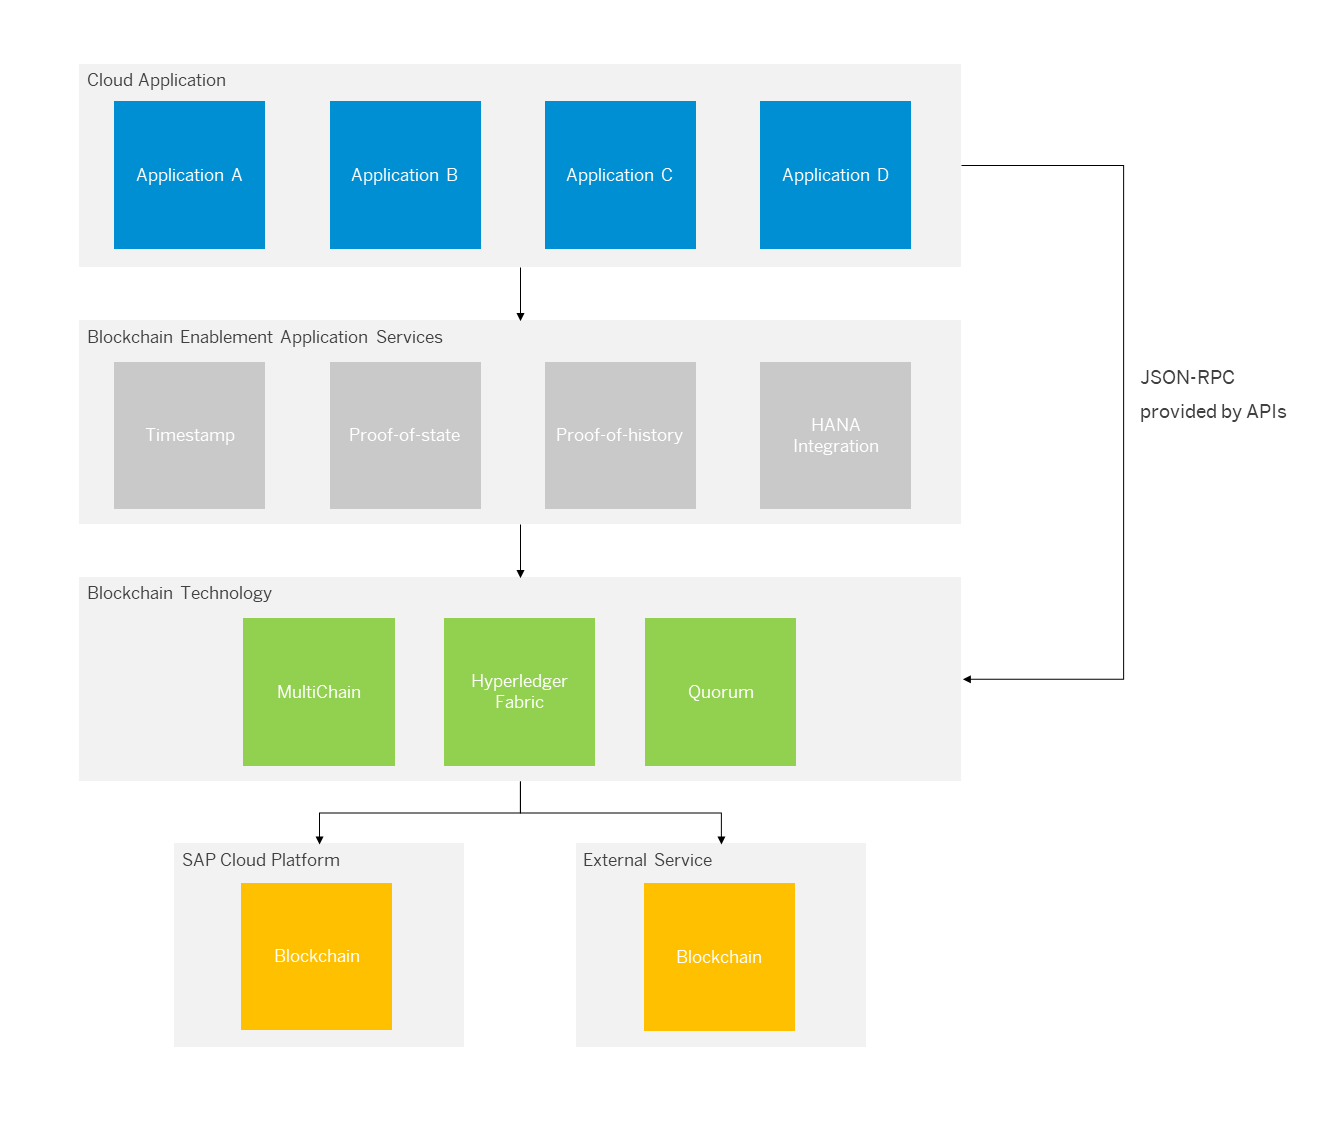 Cloud Application
Application A
Application B
Application C
Application D
Blockchain Enablement Application Services
Timestamp
Proof-of-state
Proof-of-history
HANA
Integration
JSON-RPC
provided by APIs
Blockchain Technology
MultiChain
Hyperledger
Fabric
Quorum
SAP Cloud Platform
Blockchain
External Service
Blockchain